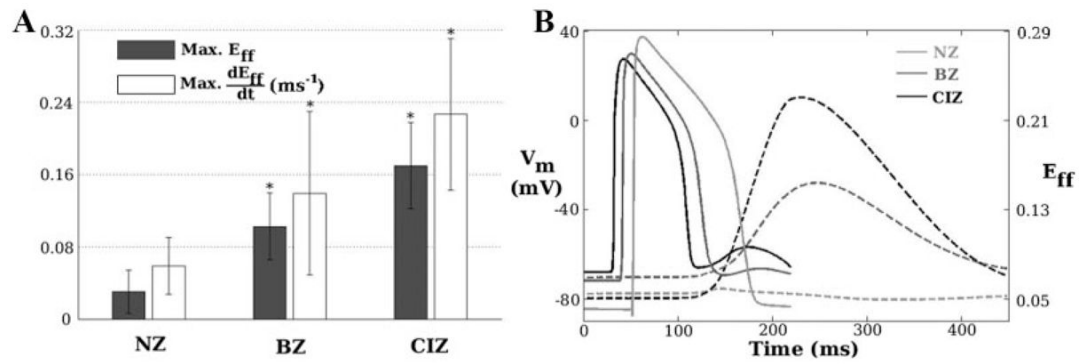 A
0.32
0.24
0.16
0.08
0
Max. Eff
Max. dEff/dt (ms⁻¹)
*
*
*
*
NZ BZ CIZ
B
40
0
-40
-80
Vm
(mV)
NZ
BZ
CIZ
0.29
0.21
0.13
0.05
Eff
0 100 200 300 400
Time (ms)